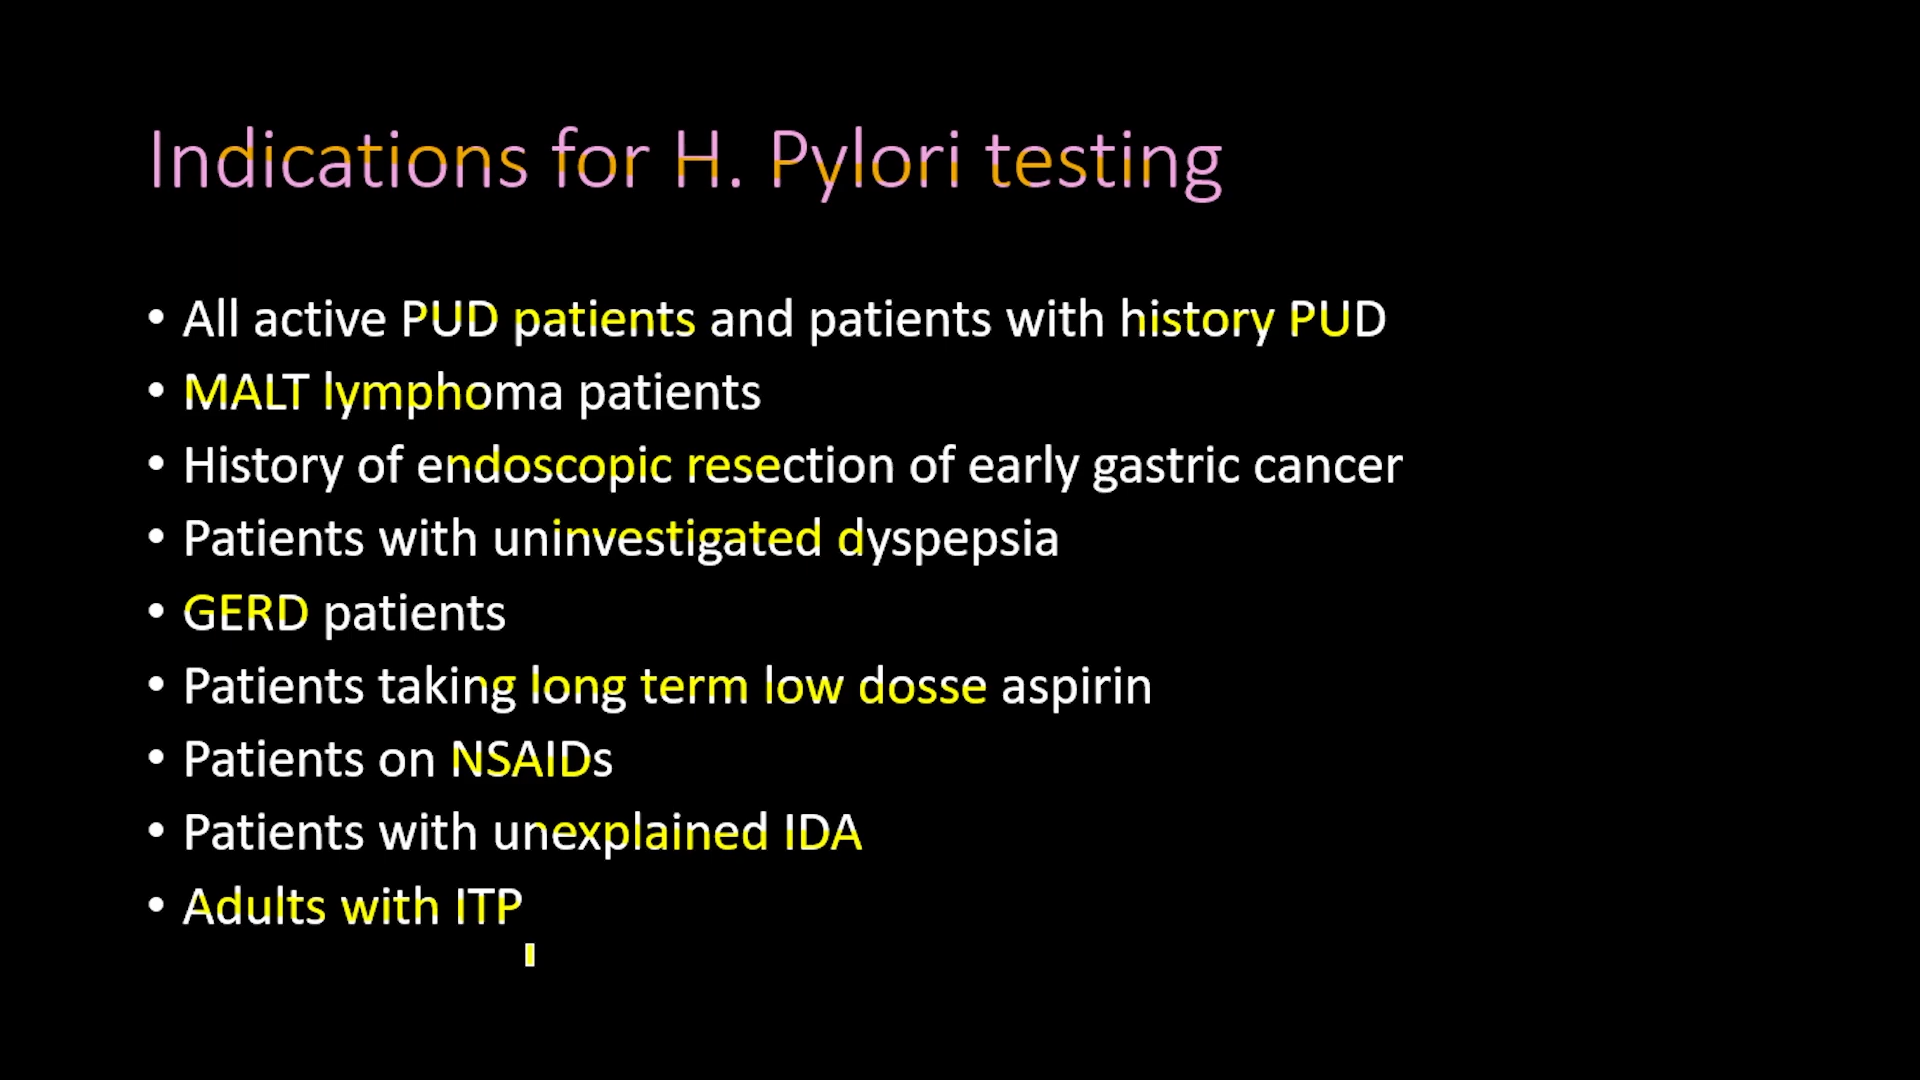 Indications for H. Pylori testing
• All active PUD patients and patients with history PUD
• MALT lymphoma patients
• History of endoscopic resection of early gastric cancer
• Patients with uninvestigated dyspepsia
• GERD patients
• Patients taking long term low dosse aspirin
• Patients on NSAIDs
• Patients with unexplained IDA
• Adults with ITP